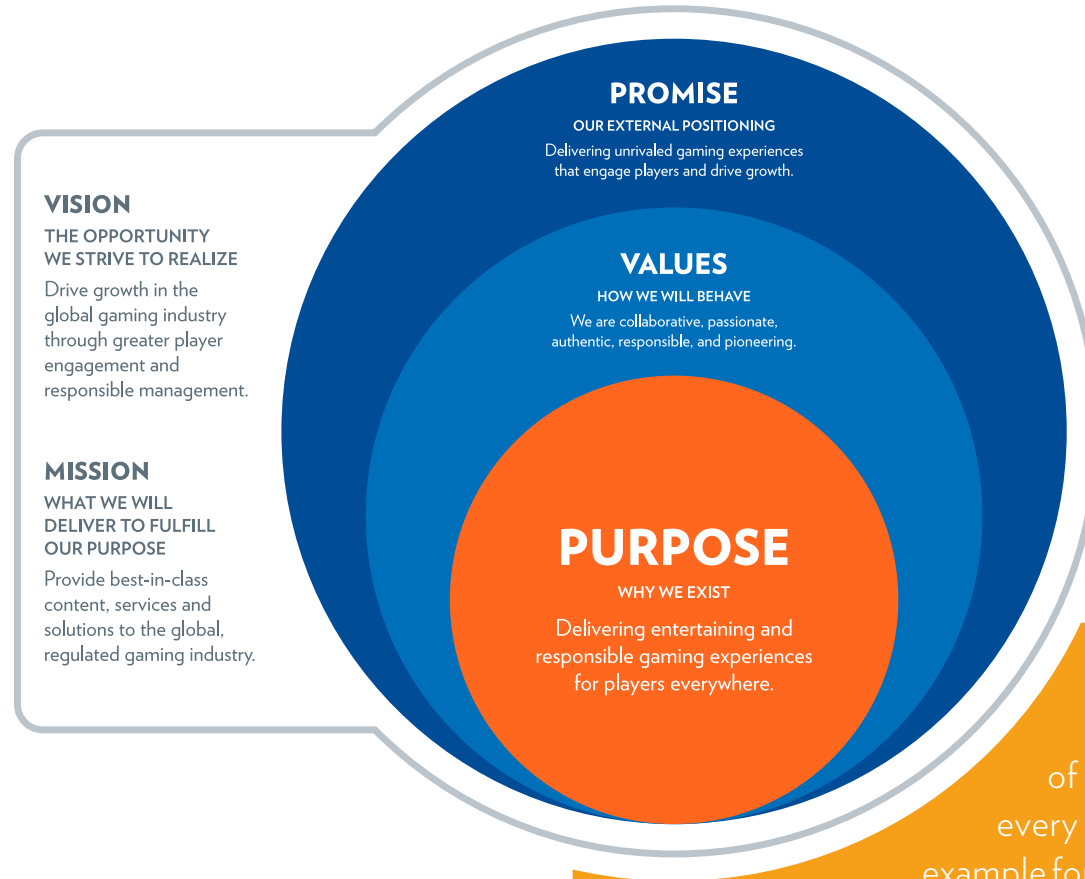 PROMISE
OUR EXTERNAL POSITIONING
Delivering unrivaled gaming experiences
that engage players and drive growth.
VISION
THE OPPORTUNITY
WE STRIVE TO REALIZE
Drive growth in the
global gaming industry
through greater player
engagement and
responsible management.
VALUES
HOW WE WILL BEHAVE
We are collaborative, passionate,
authentic, responsible, and pioneering.
MISSION
WHAT WE WILL
DELIVER TO FULFILL
OUR PURPOSE
Provide best-in-class
content, services and
solutions to the global,
regulated gaming industry.
PURPOSE
WHY WE EXIST
Delivering entertaining and
responsible gaming experiences
for players everywhere.
of
every
example fo